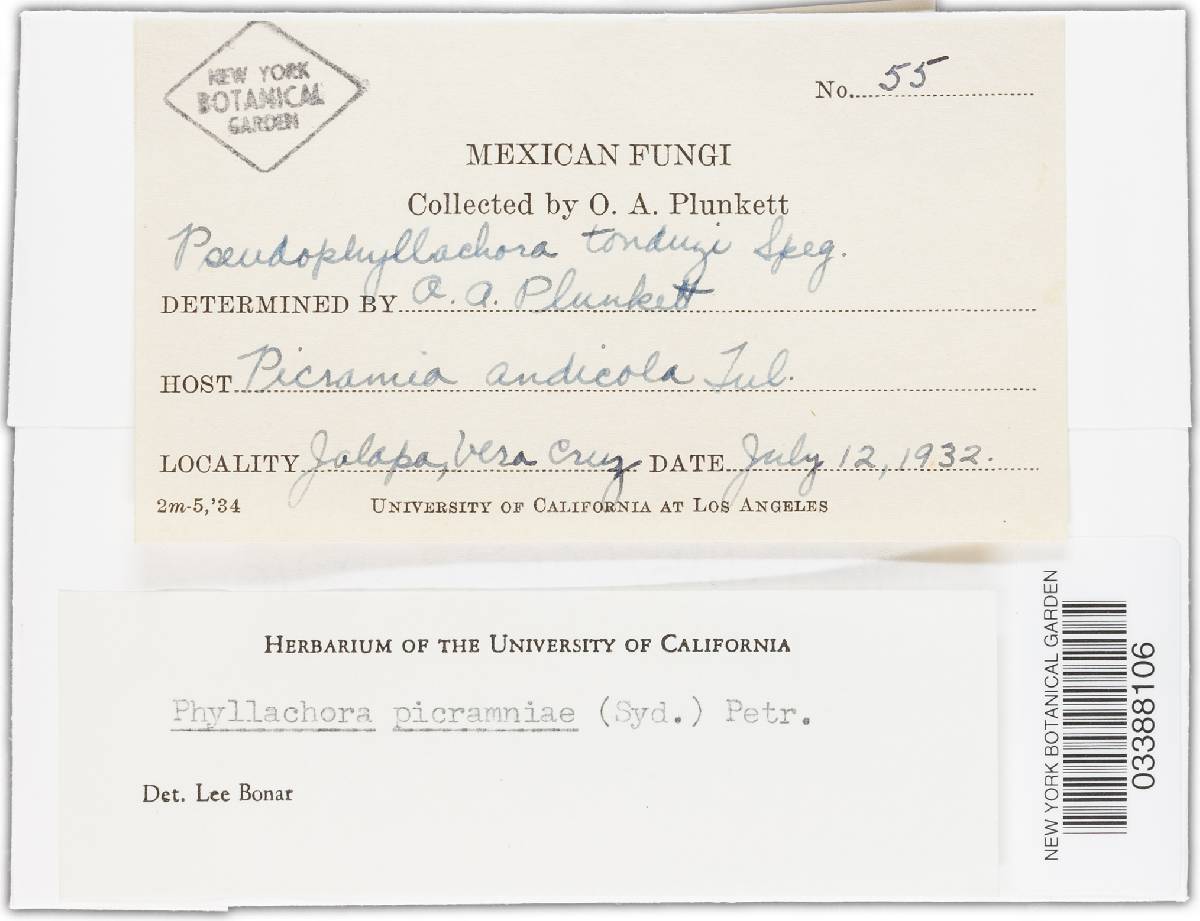 NEW YORK
BOTANICAL
GARDEN
No. 55
MEXICAN FUNGI
Collected by O. A. Plunkett
Pseudophyllachora tonduzi Speg.
DETERMINED BY O. A. Plunkett
HOST Picramia andicola Tul.
LOCALITY Jalapa, Vera Cruz DATE July 12, 1932.
2m-5,'34 UNIVERSITY OF CALIFORNIA AT LOS ANGELES
HERBARIUM OF THE UNIVERSITY OF CALIFORNIA
Phyllachora picramniae (Syd.) Petr.
Det. Lee Bonar
NEW YORK BOTANICAL GARDEN
03388106